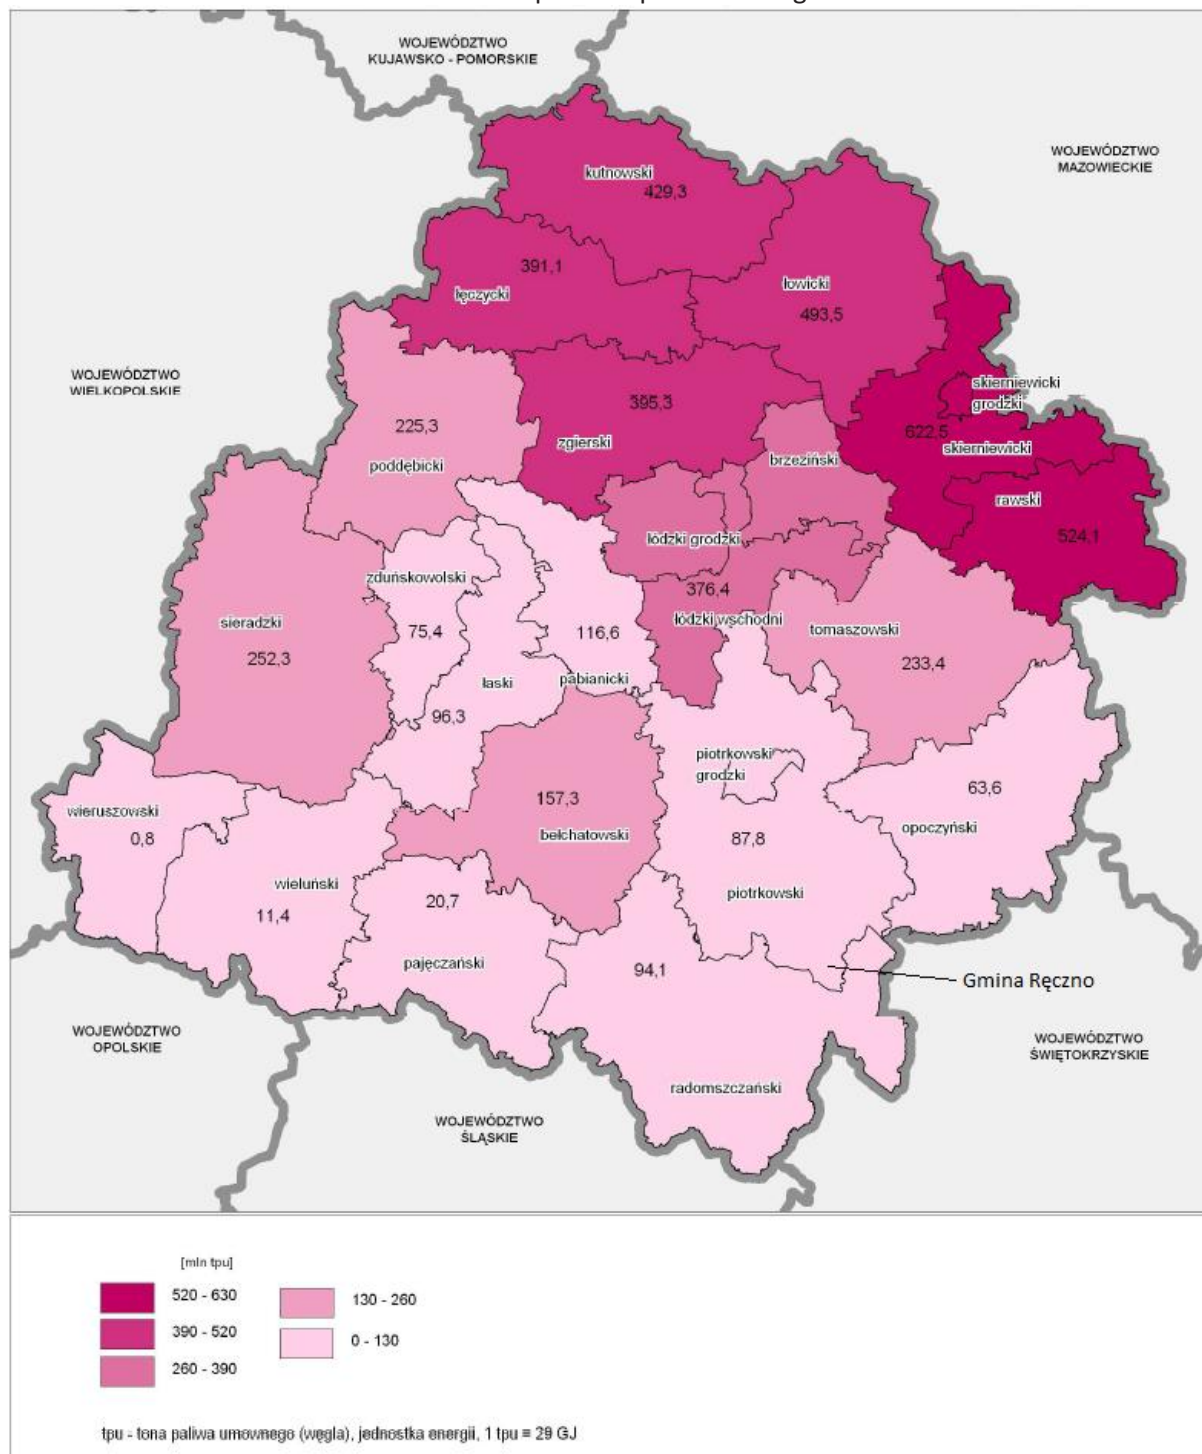 WOJEWÓDZTWO
KUJAWSKO - POMORSKIE
WOJEWÓDZTWO
MAZOWIECKIE
kutnowski
429,3
391,1
łęczycki
łowicki
493,5
WOJEWÓDZTWO
WIELKOPOLSKIE
skierniewicki
grodzki
395,3
225,3
zgierski
622,5
skierniewicki
brzeziński
poddębicki
rawski
524,1
łódzki grodzki
zduńskowolski
376,4
łódzki wschodni
sieradzki
252,3
75,4
116,6
tomaszowski
233,4
łaski
pabianicki
96,3
piotrkowski
grodzki
63,6
157,3
wieruszowski
0,8
bełchatowski
opoczyński
87,8
wieluński
11,4
20,7
piotrkowski
pajęczański
94,1
Gmina Ręczno
WOJEWÓDZTWO
OPOLSKIE
WOJEWÓDZTWO
ŚWIĘTOKRZYSKIE
radomszczański
WOJEWÓDZTWO
ŚLĄSKIE
[mln tpu]
520 - 630
390 - 520
260 - 390
130 - 260
0 - 130
tpu - tona paliwa umownego (węgla), jednostka energii, 1 tpu = 29 GJ